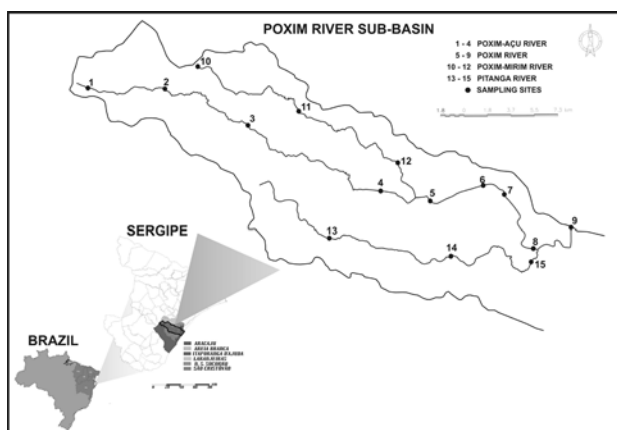 POXIM RIVER SUB-BASIN
1 - 4 POXIM-AÇU RIVER
5 - 9 POXIM RIVER
10 - 12 POXIM-MIRIM RIVER
13 - 15 PITANGA RIVER
SAMPLING SITES
10
1
2
11
3
12
4
5
6
7
9
8
13
14
15
SERGIPE
BRAZIL
ARACAJU
AREIA BRANCA
ITAPORANGA D'AJUDA
LARANJEIRAS
N. S. SOCORRO
SÃO CRISTOVÃO